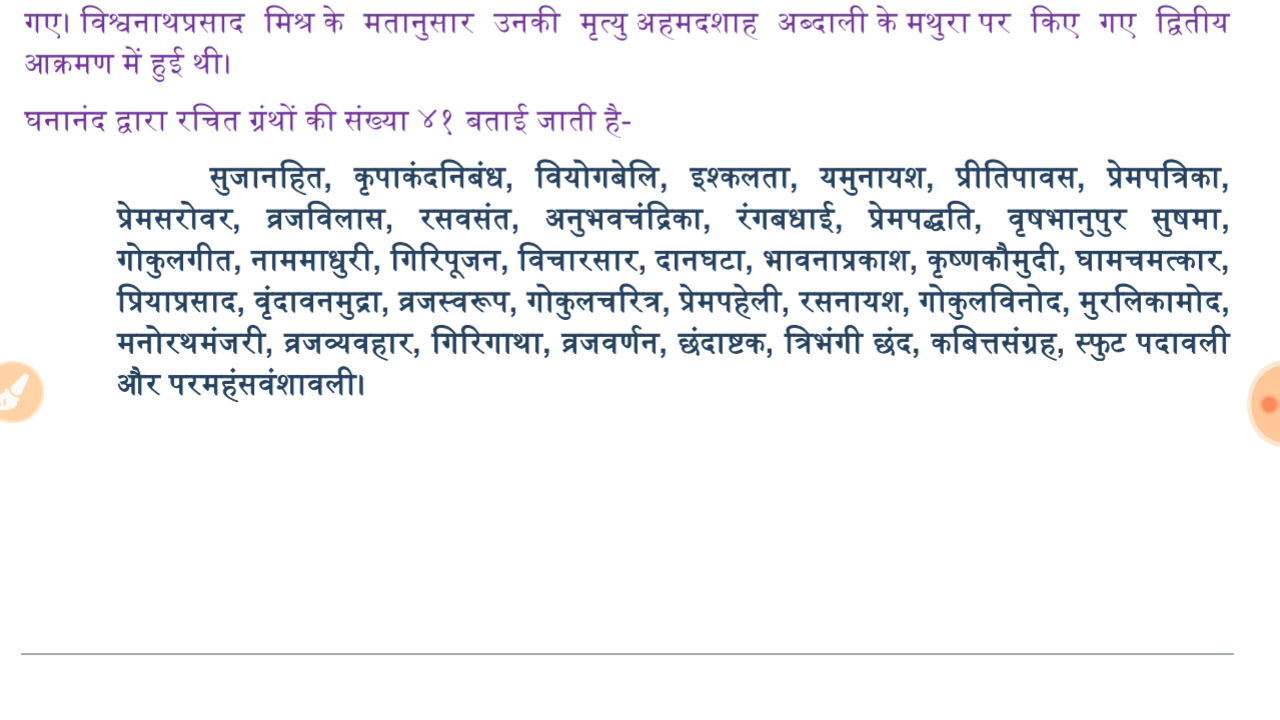 गए। विश्वनाथप्रसाद मिश्र के मतानुसार उनकी मृत्यु अहमदशाह अब्दाली के मथुरा पर किए गए द्वितीय
आक्रमण में हुई थी।
घनानंद द्वारा रचित ग्रंथों की संख्या ४१ बताई जाती है-
सुजानहित, कृपाकंदनिबंध, वियोगबेलि, इश्कलता, यमुनायश, प्रीतिपावस, प्रेमपत्रिका,
प्रेमसरोवर, व्रजविलास, रसवसंत, अनुभवचंद्रिका, रंगबधाई, प्रेमपद्धति, वृषभानुपुर सुषमा,
गोकुलगीत, नाममाधुरी, गिरिपूजन, विचारसार, दानघटा, भावनाप्रकाश, कृष्णकौमुदी, घामचमत्कार,
प्रियाप्रसाद, वृंदावनमुद्रा, व्रजस्वरूप, गोकुलचरित्र, प्रेमपहेली, रसनायश, गोकुलविनोद, मुरलिकामोद,
मनोरथमंजरी, व्रजव्यवहार, गिरिगाथा, व्रजवर्णन, छंदाष्टक, त्रिभंगी छंद, कबित्तसंग्रह, स्फुट पदावली
और परमहंसवंशावली।